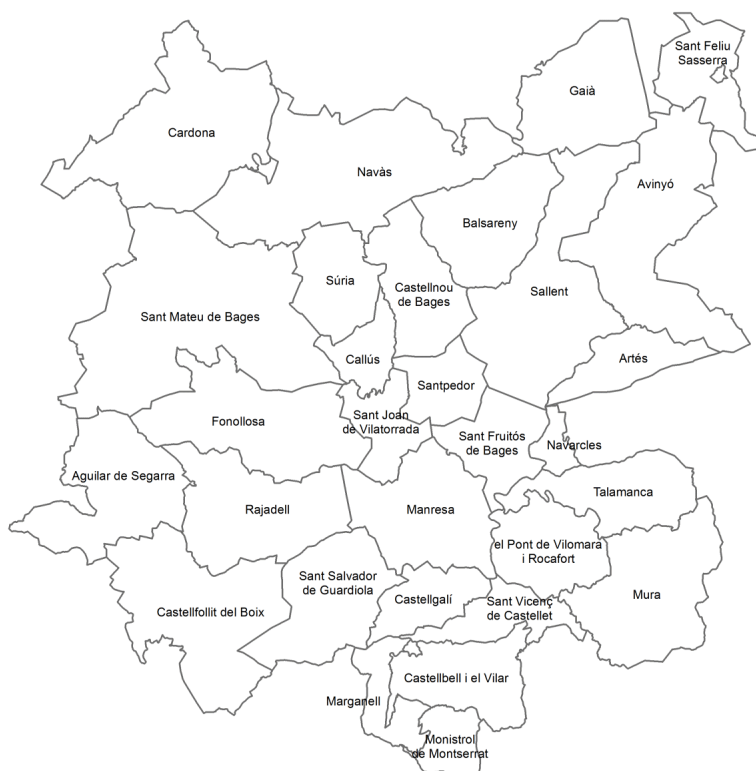 Sant Feliu
Sasserra
Gaià
Cardona
Navàs
Avinyó
Balsareny
Súria
Castellnou
de Bages
Sallent
Sant Mateu de Bages
Callús
Artés
Santpedor
Fonollosa
Sant Joan
de Vilatorrada
Sant Fruitós
de Bages
Navarcles
Aguilar de Segarra
Talamanca
Rajadell
Manresa
el Pont de Vilomara
i Rocafort
Sant Salvador
de Guardiola
Castellgalí
Sant Vicenç
de Castellet
Mura
Castellfollit del Boix
Castellbell i el Vilar
Marganell
Monistrol
de Montserrat